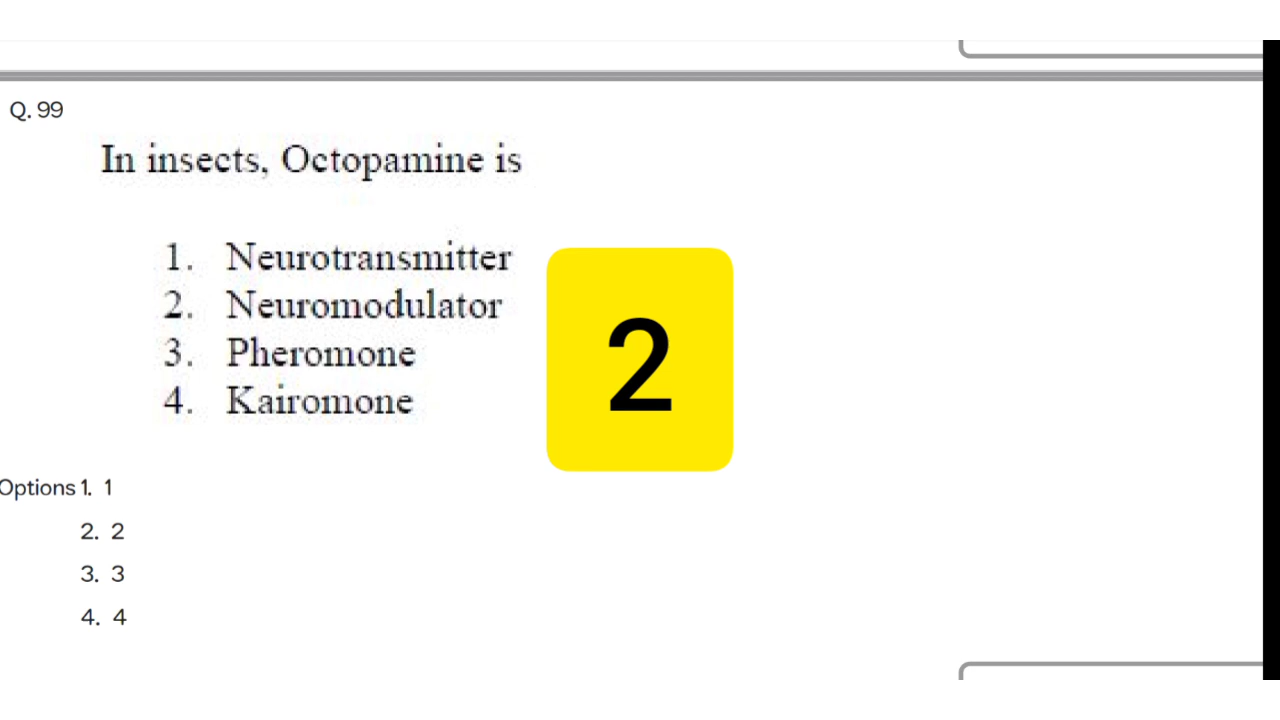 Q. 99
In insects, Octopamine is
1. Neurotransmitter
2. Neuromodulator
3. Pheromone
4. Kairomone
2
Options 1. 1
2. 2
3. 3
4. 4